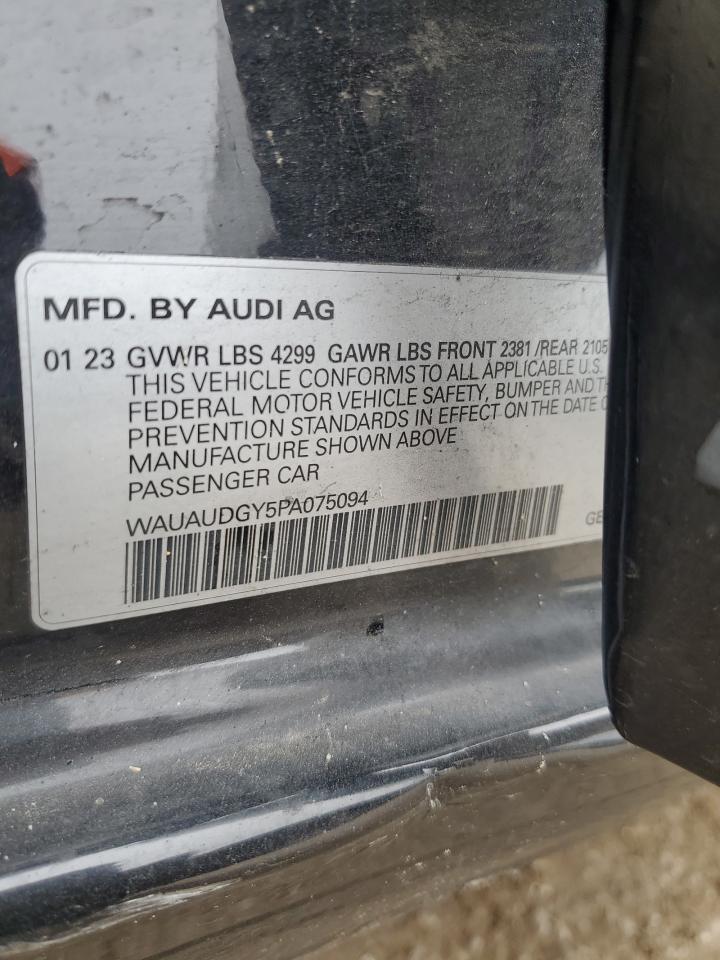 MFD. BY AUDI AG
01 23 GVWR LBS 4299 GAWR LBS FRONT 2381 /REAR 2105
THIS VEHICLE CONFORMS TO ALL APPLICABLE U.S.
FEDERAL MOTOR VEHICLE SAFETY, BUMPER AND TH
PREVENTION STANDARDS IN EFFECT ON THE DATE O
MANUFACTURE SHOWN ABOVE
PASSENGER CAR
WAUAUDGY5PA075094
GE